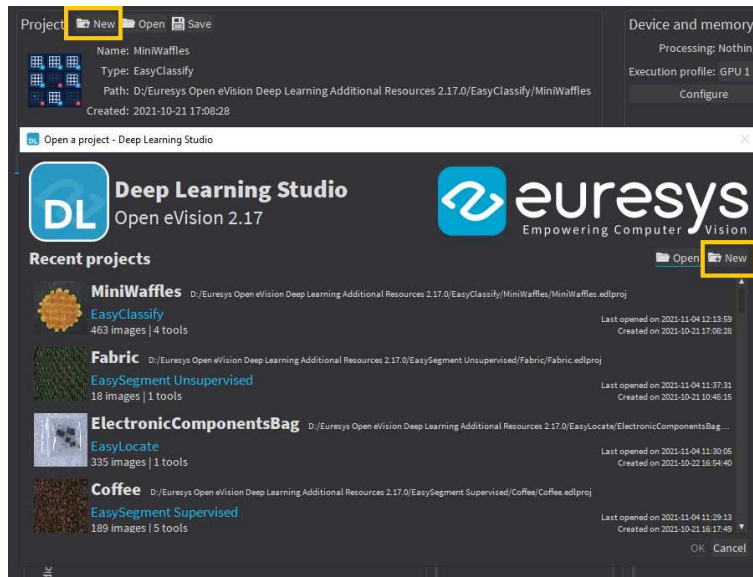 Project New Open Save
Name: MiniWaffles
Type: EasyClassify
Path: D:/Euresys Open eVision Deep Learning Additional Resources 2.17.0/EasyClassify/MiniWaffles
Created: 2021-10-21 17:08:28
Device and memory
Processing: Nothin
Execution profile: GPU 1
Configure
DL Open a project - Deep Learning Studio
DL
Deep Learning Studio
Open eVision 2.17
euresys
Empowering Computer Vision
Recent projects
Open New
MiniWaffles D:/Euresys Open eVision Deep Learning Additional Resources 2.17.0/EasyClassify/MiniWaffles/MiniWaffles.edlproj
EasyClassify
463 images | 4 tools
Last opened on 2021-11-04 12:13:59
Created on 2021-10-21 17:08:28
Fabric D:/Euresys Open eVision Deep Learning Additional Resources 2.17.0/EasySegment Unsupervised/Fabric/Fabric.edlproj
EasySegment Unsupervised
18 images | 1 tools
Last opened on 2021-11-04 11:37:31
Created on 2021-10-21 10:45:15
ElectronicComponentsBag D:/Euresys Open eVision Deep Learning Additional Resources 2.17.0/EasyLocate/ElectronicComponentsBag...
EasyLocate
335 images | 1 tools
Last opened on 2021-11-04 11:30:05
Created on 2021-10-22 16:54:40
Coffee D:/Euresys Open eVision Deep Learning Additional Resources 2.17.0/EasySegment Supervised/Coffee/Coffee.edlproj
EasySegment Supervised
189 images | 5 tools
Last opened on 2021-11-04 11:29:13
Created on 2021-10-21 16:17:49
OK Cancel